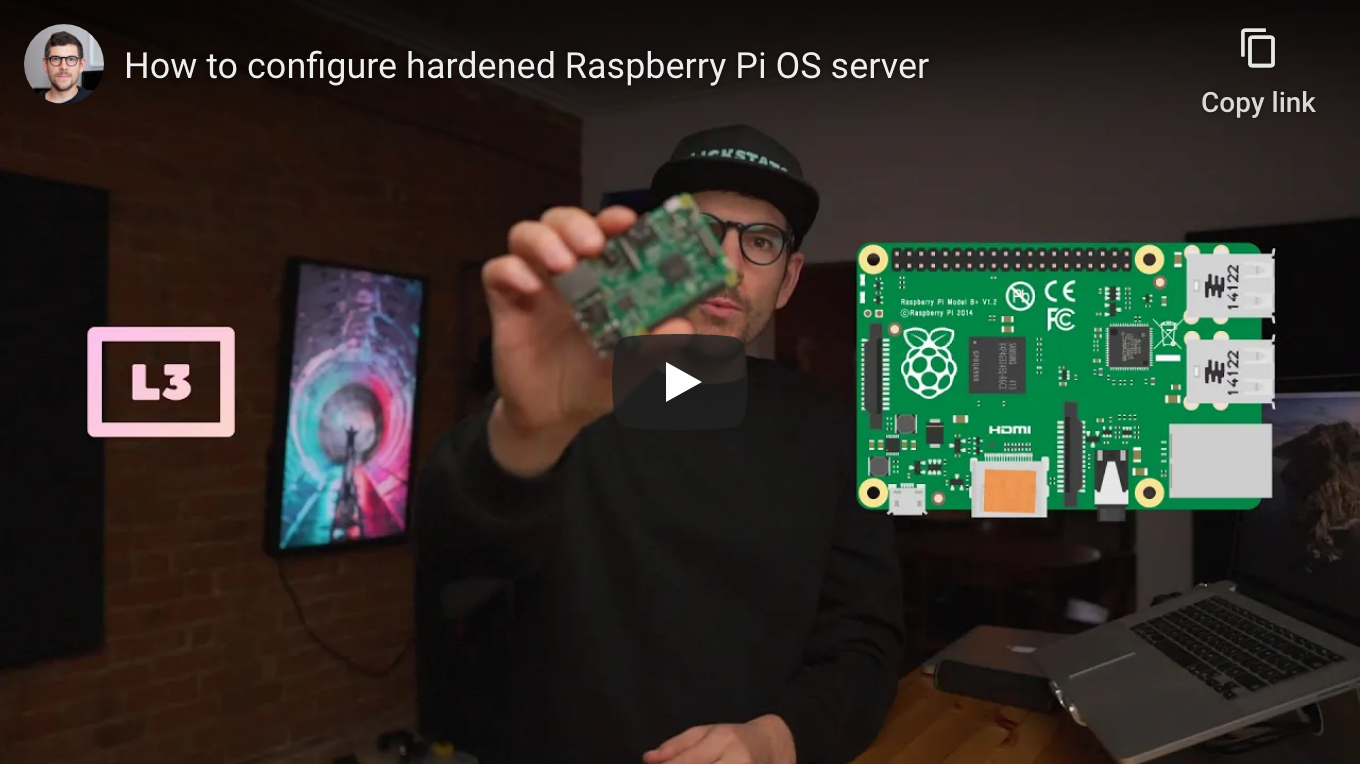 How to configure hardened Raspberry Pi OS server
Copy link
L3
Raspberry Pi Model B+ V1.2
©Raspberry Pi 2014
Pb
CE
FC
HDMI
14122
14122